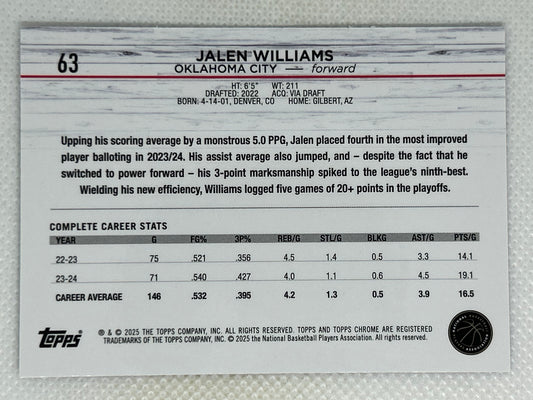 63
JALEN WILLIAMS
OKLAHOMA CITY — forward
HT: 6'5" WT: 211
DRAFTED: 2022 ACQ: VIA DRAFT
BORN: 4-14-01, DENVER, CO HOME: GILBERT, AZ
Upping his scoring average by a monstrous 5.0 PPG, Jalen placed fourth in the most improved
player balloting in 2023/24. His assist average also jumped, and – despite the fact that he
switched to power forward – his 3-point marksmanship spiked to the league's ninth-best.
Wielding his new efficiency, Williams logged five games of 20+ points in the playoffs.
COMPLETE CAREER STATS
YEAR G FG% 3P% REB/G STL/G BLKG AST/G PTS/G
22-23 75 .521 .356 4.5 1.4 0.5 3.3 14.1
23-24 71 .540 .427 4.0 1.1 0.6 4.5 19.1
CAREER AVERAGE 146 .532 .395 4.2 1.3 0.5 3.9 16.5
Topps
® & © 2025 THE TOPPS COMPANY, INC. ALL RIGHTS RESERVED. TOPPS AND TOPPS CHROME ARE REGISTERED
TRADEMARKS OF THE TOPPS COMPANY, INC. © 2025 the National Basketball Players Association. All rights reserved.